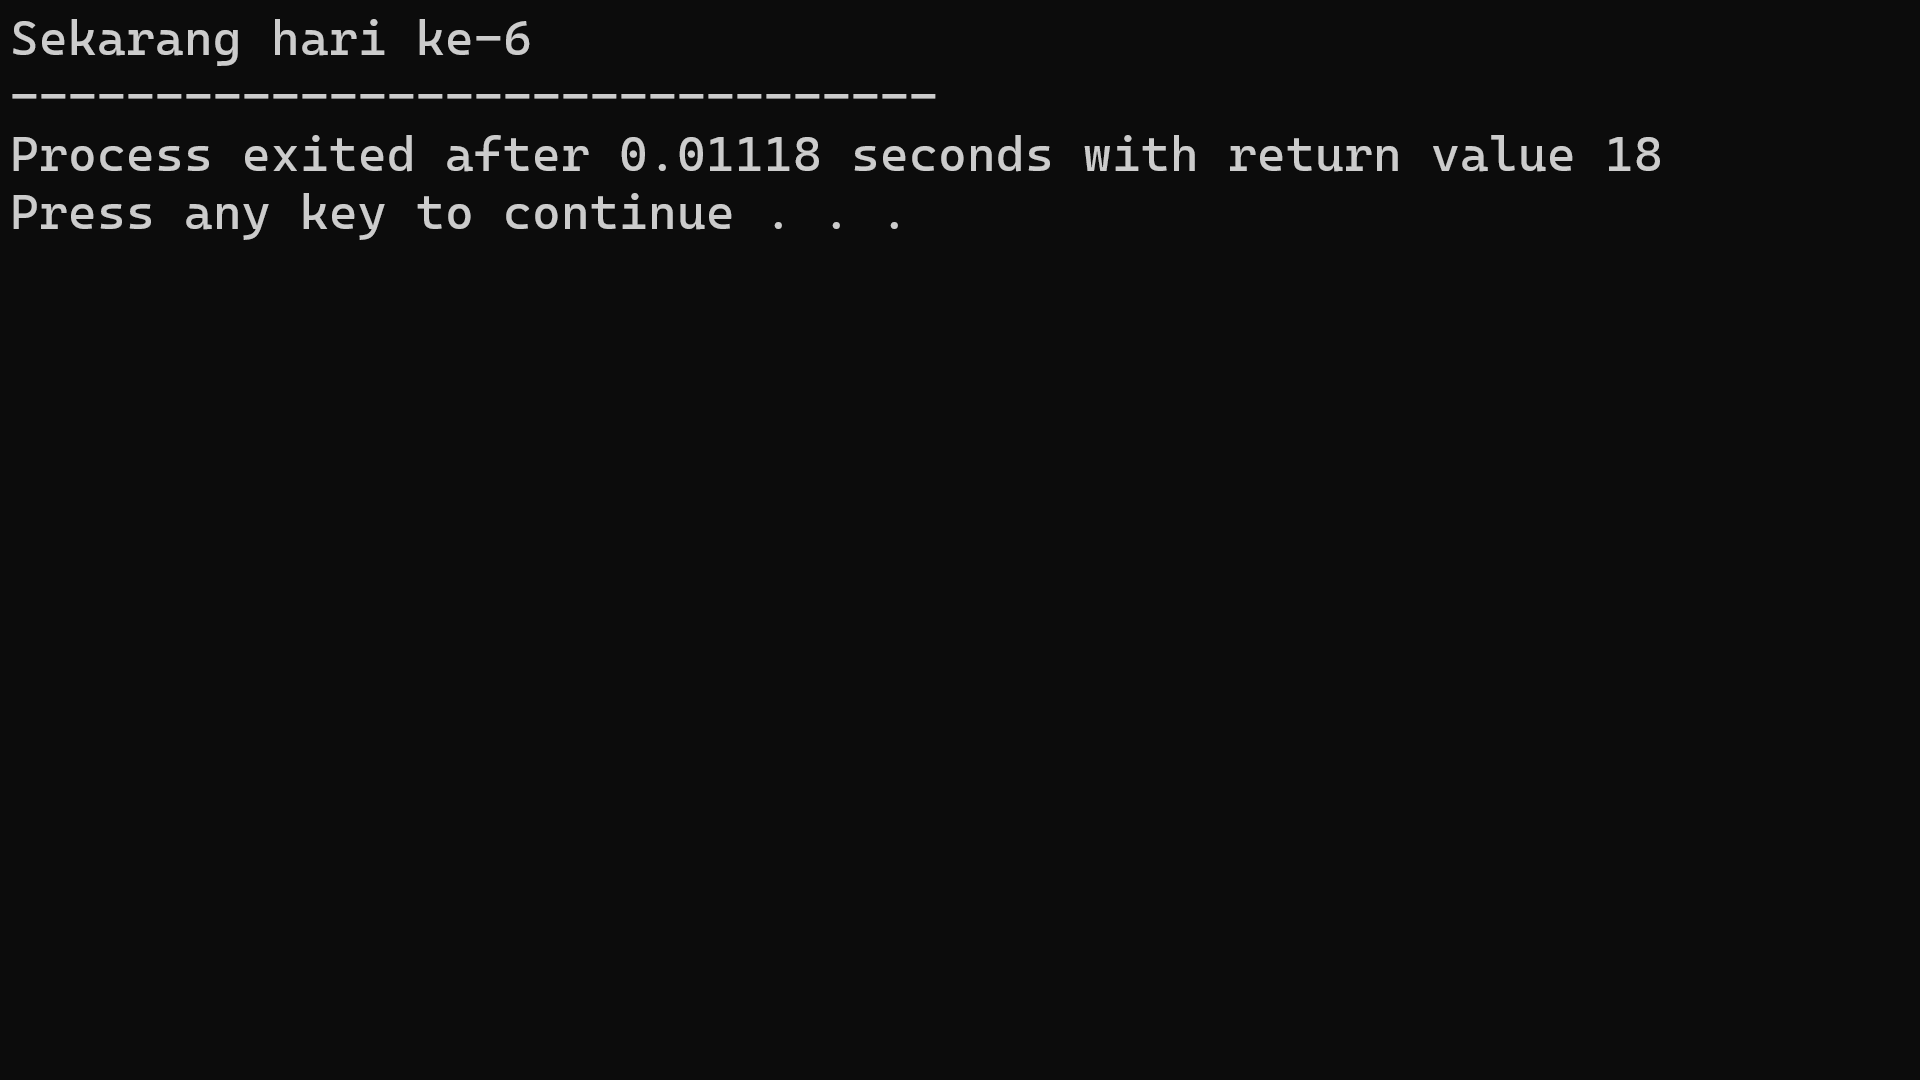 Sekarang hari ke-6
--------------------------------
Process exited after 0.01118 seconds with return value 18
Press any key to continue . . .